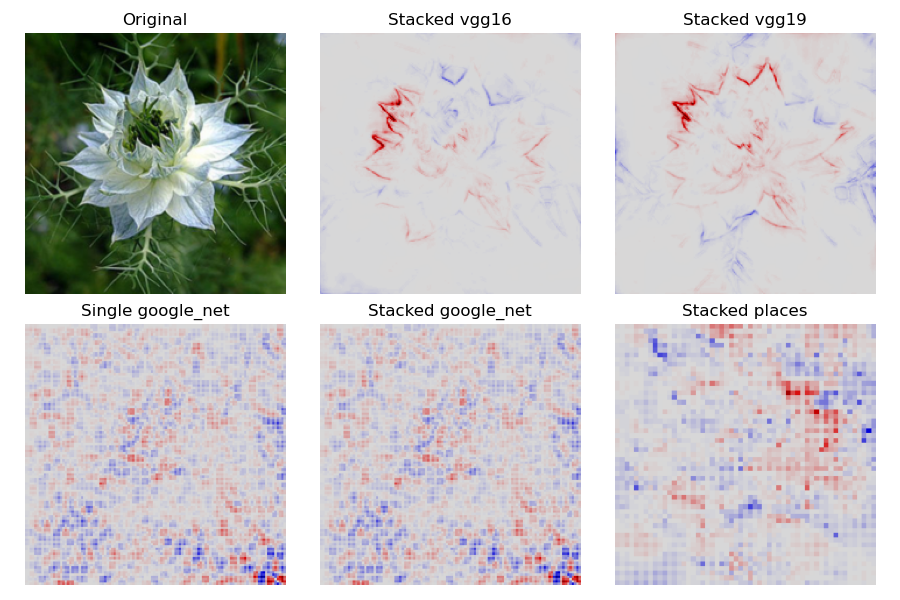 Original
Stacked vgg16
Stacked vgg19
Single google_net
Stacked google_net
Stacked places